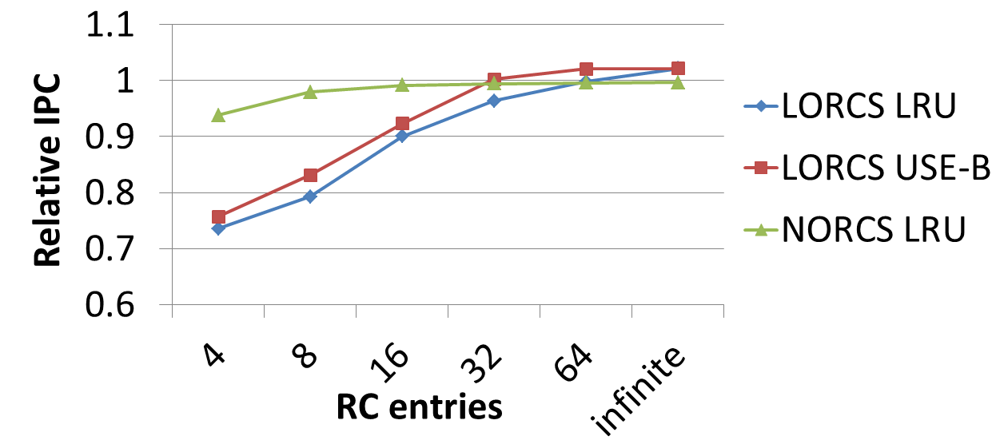 1.1
1
0.9
0.8
0.7
0.6
Relative IPC
4
8
16
32
64
infinite
RC entries
LORCS LRU
LORCS USE-B
NORCS LRU